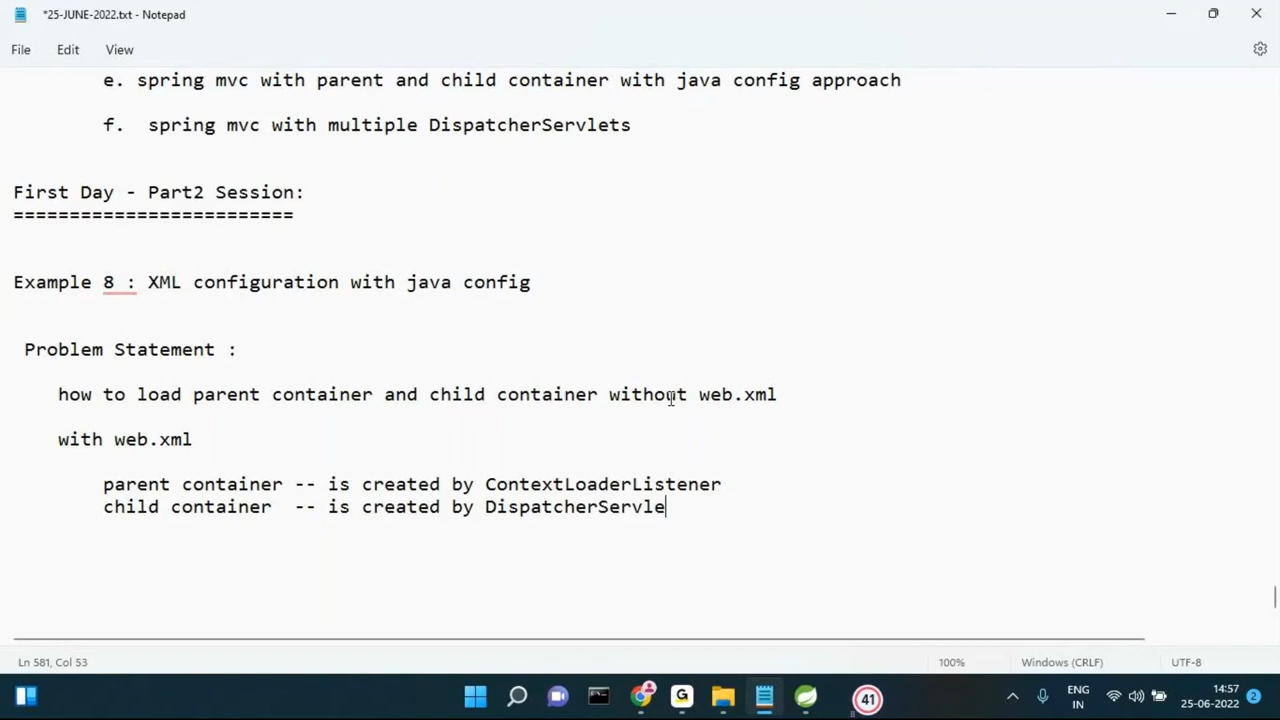 *25-JUNE-2022.txt - Notepad
File Edit View
e. spring mvc with parent and child container with java config approach
f. spring mvc with multiple DispatcherServlets
First Day - Part2 Session:
=========================
Example 8 : XML configuration with java config
Problem Statement :
how to load parent container and child container without web.xml
with web.xml
parent container -- is created by ContextLoaderListener
child container -- is created by DispatcherServle
Ln 581, Col 53 100% Windows (CRLF) UTF-8
G 41 ENG 14:57
IN 25-06-2022 2